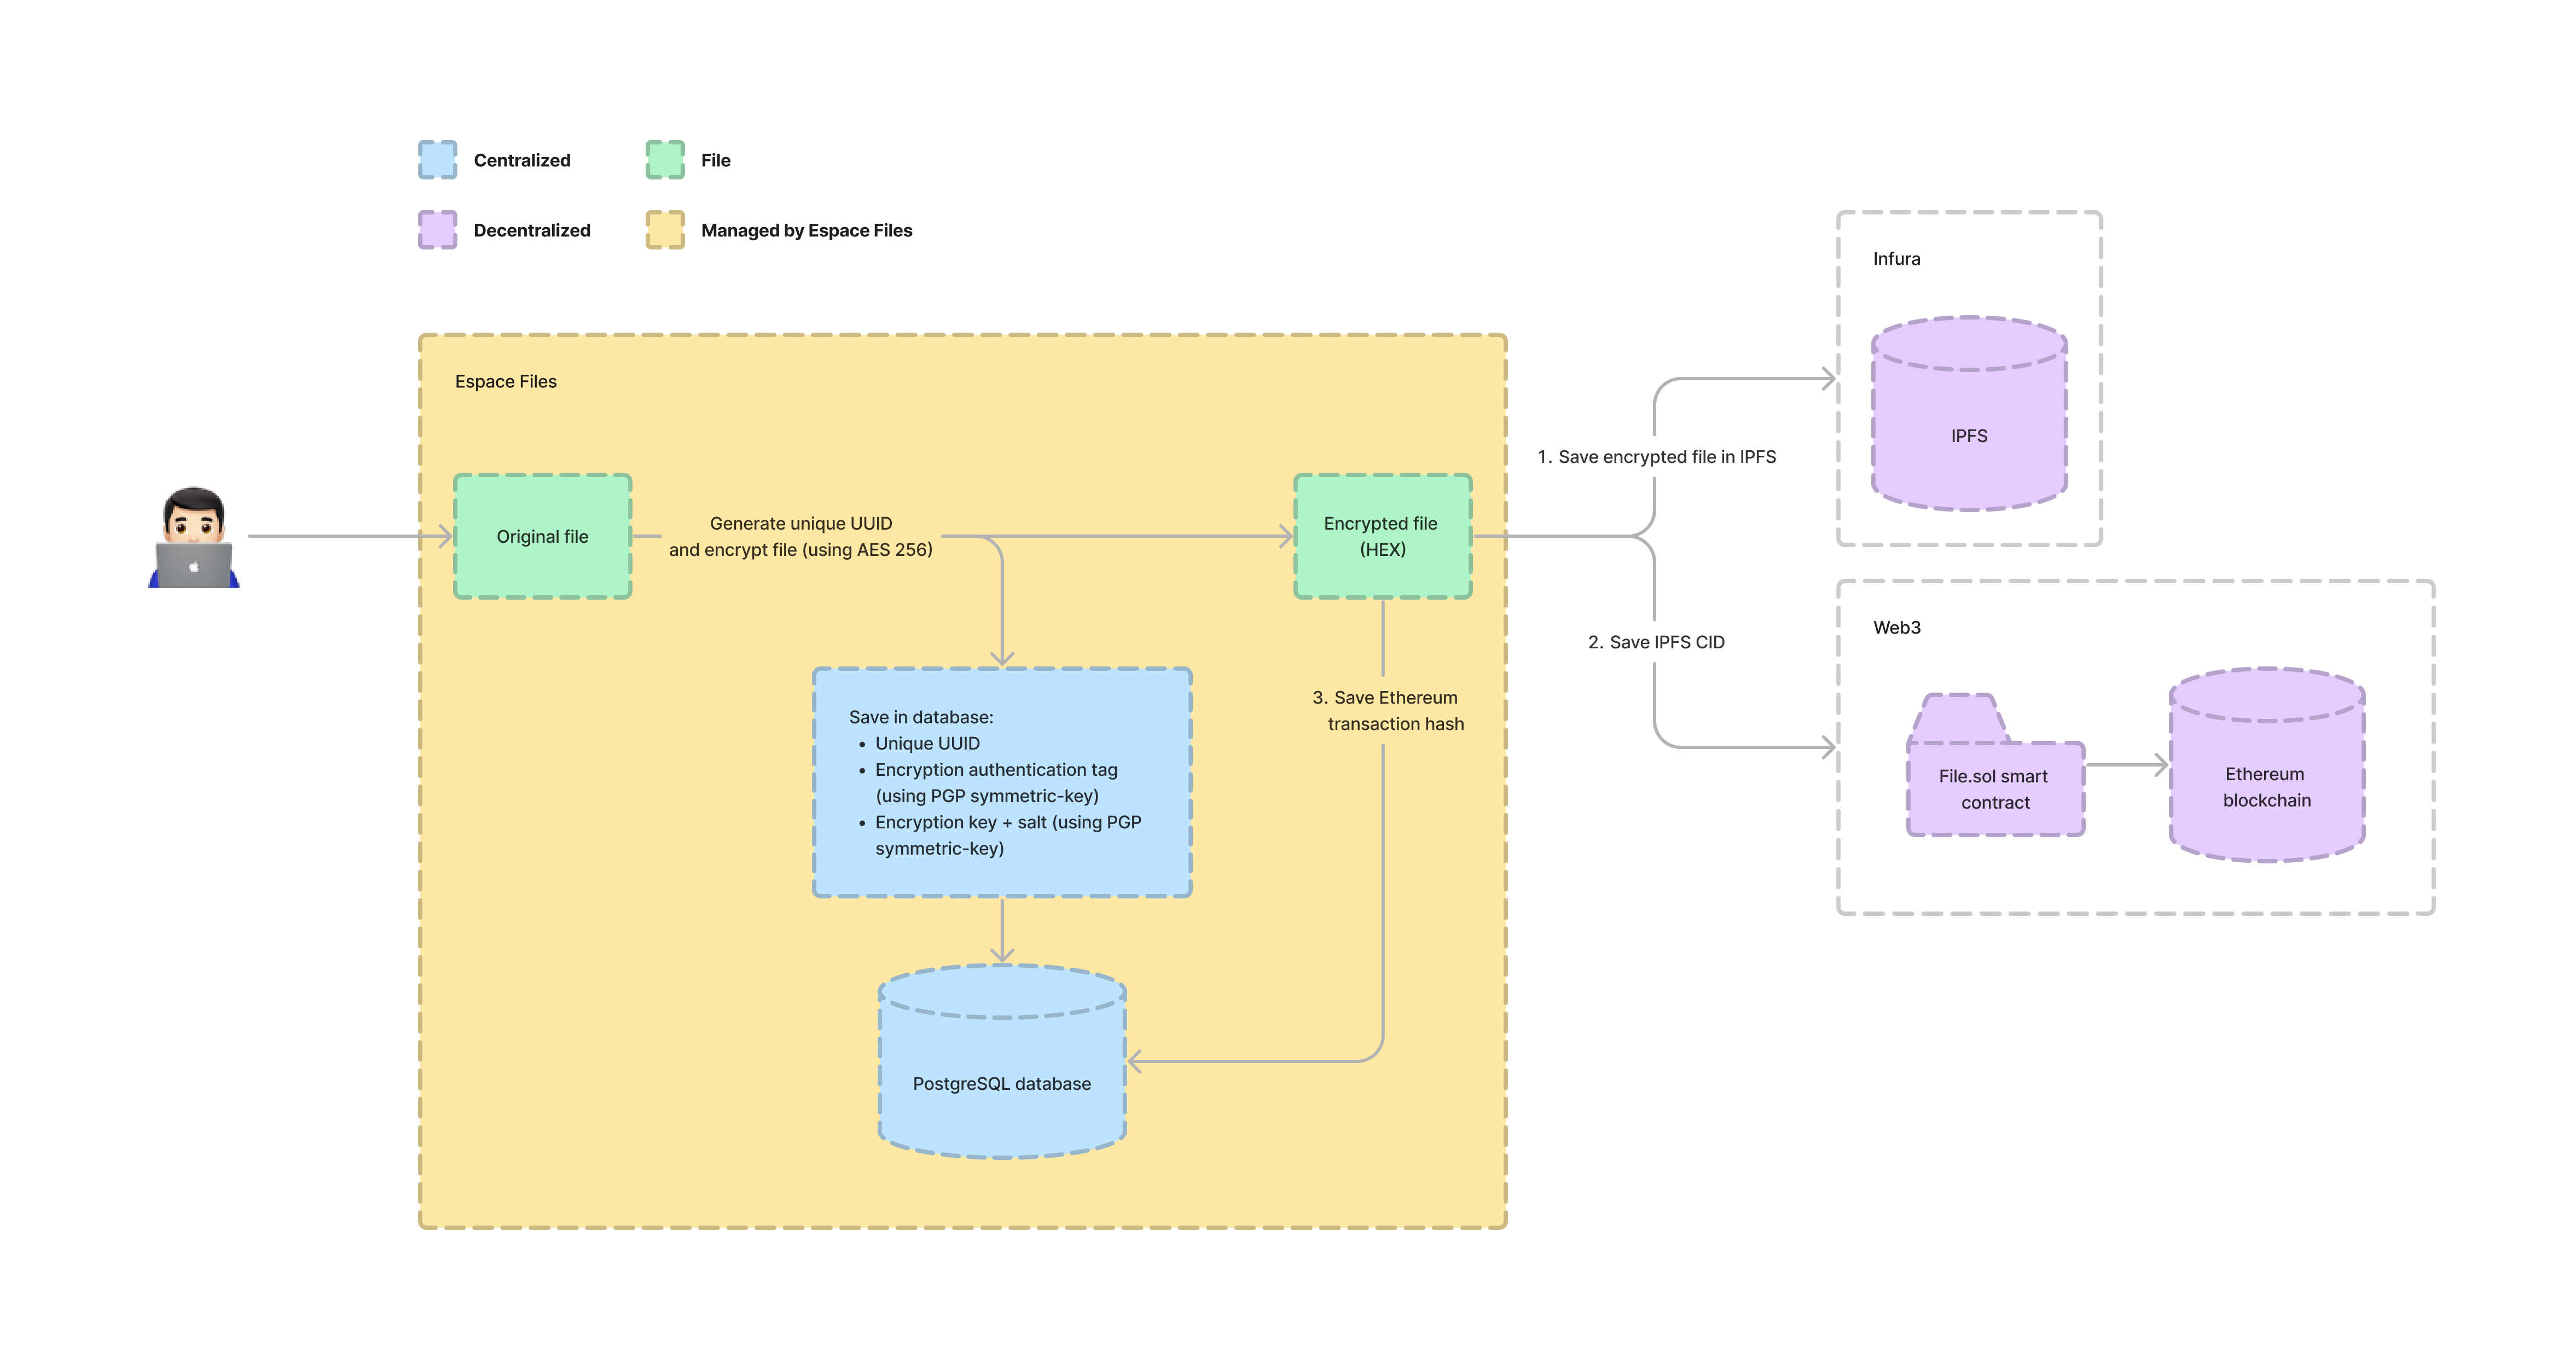 Centralized
File
Decentralized
Managed by Espace Files
Infura
IPFS
Espace Files
Original file
Generate unique UUID
and encrypt file (using AES 256)
Encrypted file
(HEX)
1. Save encrypted file in IPFS
2. Save IPFS CID
Web3
File.sol smart
contract
Ethereum
blockchain
Save in database:
• Unique UUID
• Encryption authentication tag
(using PGP symmetric-key)
• Encryption key + salt (using PGP
symmetric-key)
3. Save Ethereum
transaction hash
PostgreSQL database